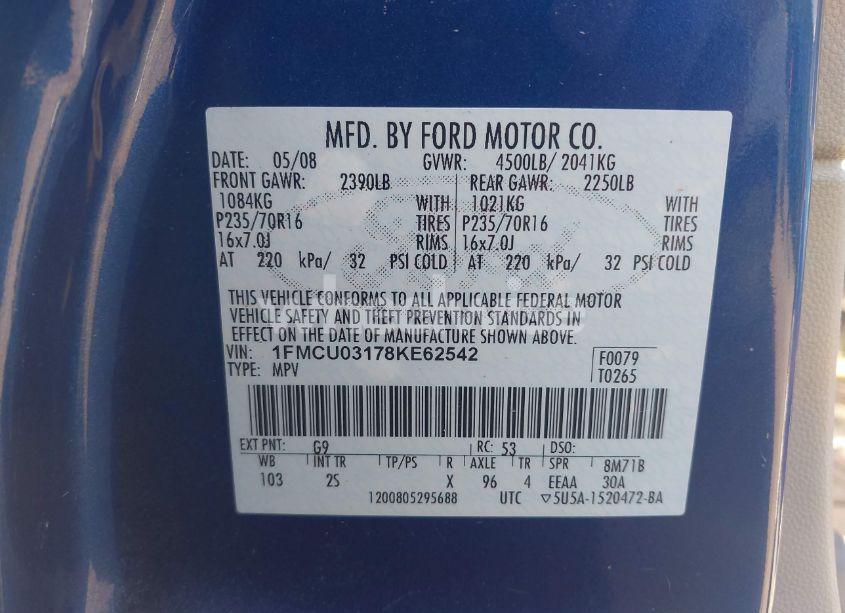 MFD. BY FORD MOTOR CO.
DATE: 05/08 GVWR: 4500LB/ 2041KG
FRONT GAWR: 2390LB REAR GAWR: 2250LB
1084KG WITH 1021KG WITH
P235/70R16 TIRES P235/70R16 TIRES
16x7.0J RIMS 16x7.0J RIMS
AT 220 kPa/ 32 PSI COLD AT 220 kPa/ 32 PSI COLD
THIS VEHICLE CONFORMS TO ALL APPLICABLE FEDERAL MOTOR
VEHICLE SAFETY AND THEFT PREVENTION STANDARDS IN
EFFECT ON THE DATE OF MANUFACTURE SHOWN ABOVE.
VIN: 1FMCU03178KE62542 F0079
TYPE: MPV T0265
EXT PNT: G9 RC: 53 DSO:
WB INT TR TP/PS R AXLE TR SPR 8M71B
103 2S X 96 4 EEAA 30A
1200805295688 UTC ▽5U5A-1520472-BA